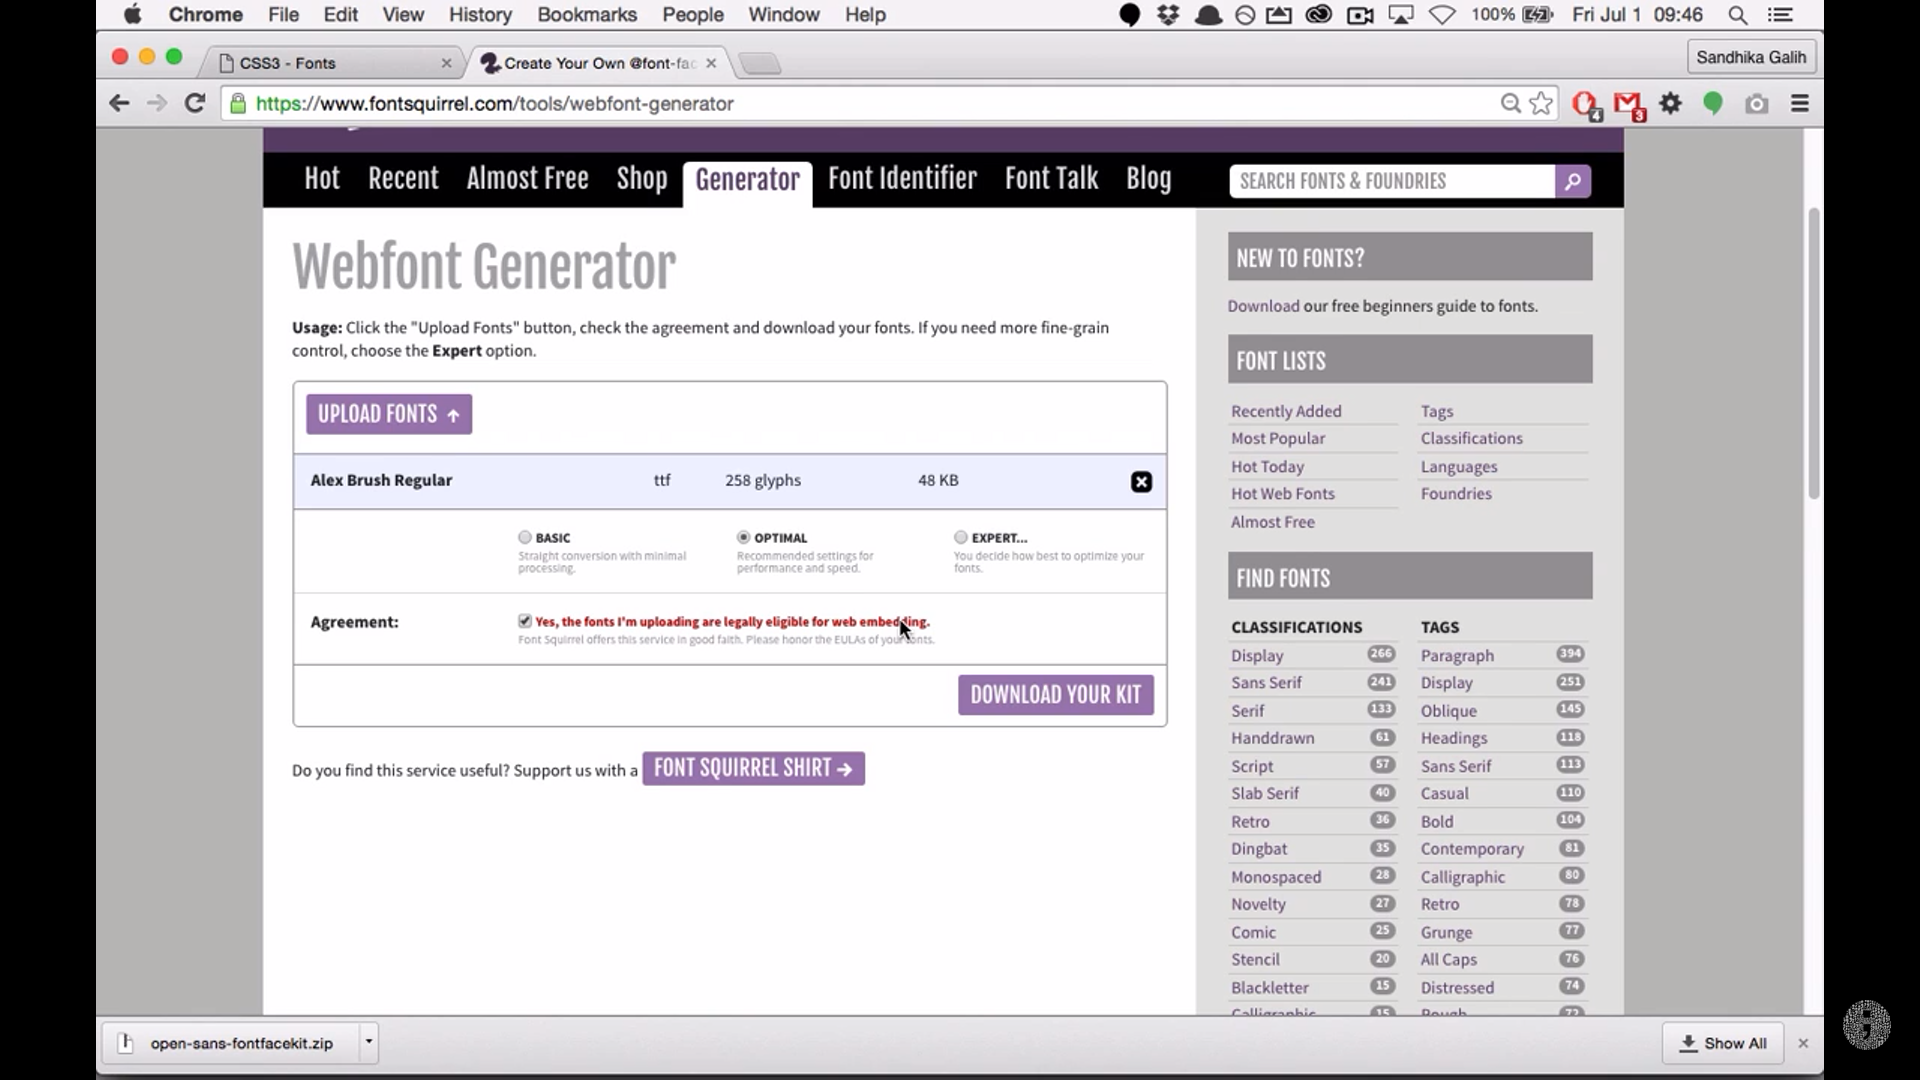 Chrome File Edit View History Bookmarks People Window Help 100% Fri Jul 1 09:46
CSS3 - Fonts Create Your Own @font-fac Sandhika Galih
https://www.fontsquirrel.com/tools/webfont-generator 4 3
Hot Recent Almost Free Shop Generator Font Identifier Font Talk Blog SEARCH FONTS & FOUNDRIES
Webfont Generator
Usage: Click the "Upload Fonts" button, check the agreement and download your fonts. If you need more fine-grain
control, choose the Expert option.
UPLOAD FONTS
Alex Brush Regular ttf 258 glyphs 48 KB
BASIC
Straight conversion with minimal
processing.
OPTIMAL
Recommended settings for
performance and speed.
EXPERT...
You decide how best to optimize your
fonts.
Agreement:
Yes, the fonts I'm uploading are legally eligible for web embedding.
Font Squirrel offers this service in good faith. Please honor the EULAs of your fonts.
DOWNLOAD YOUR KIT
Do you find this service useful? Support us with a FONT SQUIRREL SHIRT
NEW TO FONTS?
Download our free beginners guide to fonts.
FONT LISTS
Recently Added
Most Popular
Hot Today
Hot Web Fonts
Almost Free
Tags
Classifications
Languages
Foundries
FIND FONTS
CLASSIFICATIONS
Display 266
Sans Serif 241
Serif 133
Handdrawn 61
Script 57
Slab Serif 40
Retro 36
Dingbat 35
Monospaced 28
Novelty 27
Comic 25
Stencil 20
Blackletter 15
Calligraphic 15
TAGS
Paragraph 394
Display 251
Oblique 145
Headings 118
Sans Serif 113
Casual 110
Bold 104
Contemporary 81
Calligraphic 80
Retro 78
Grunge 77
All Caps 76
Distressed 74
Rough 72
open-sans-fontfacekit.zip Show All